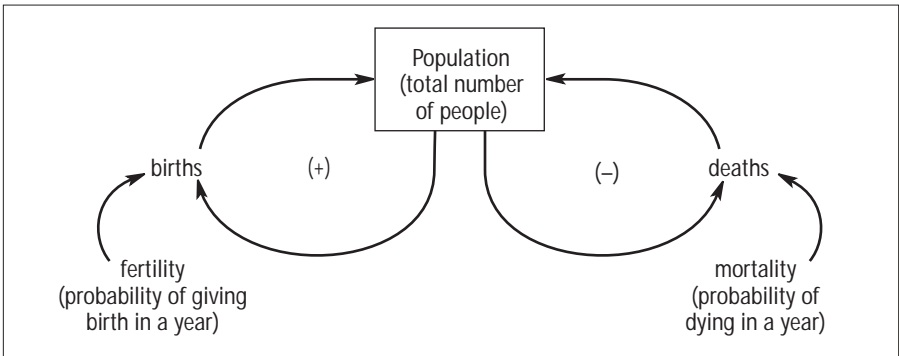 Population
(total number
of people)
births
(+)
(–)
deaths
fertility
(probability of giving
birth in a year)
mortality
(probability of
dying in a year)